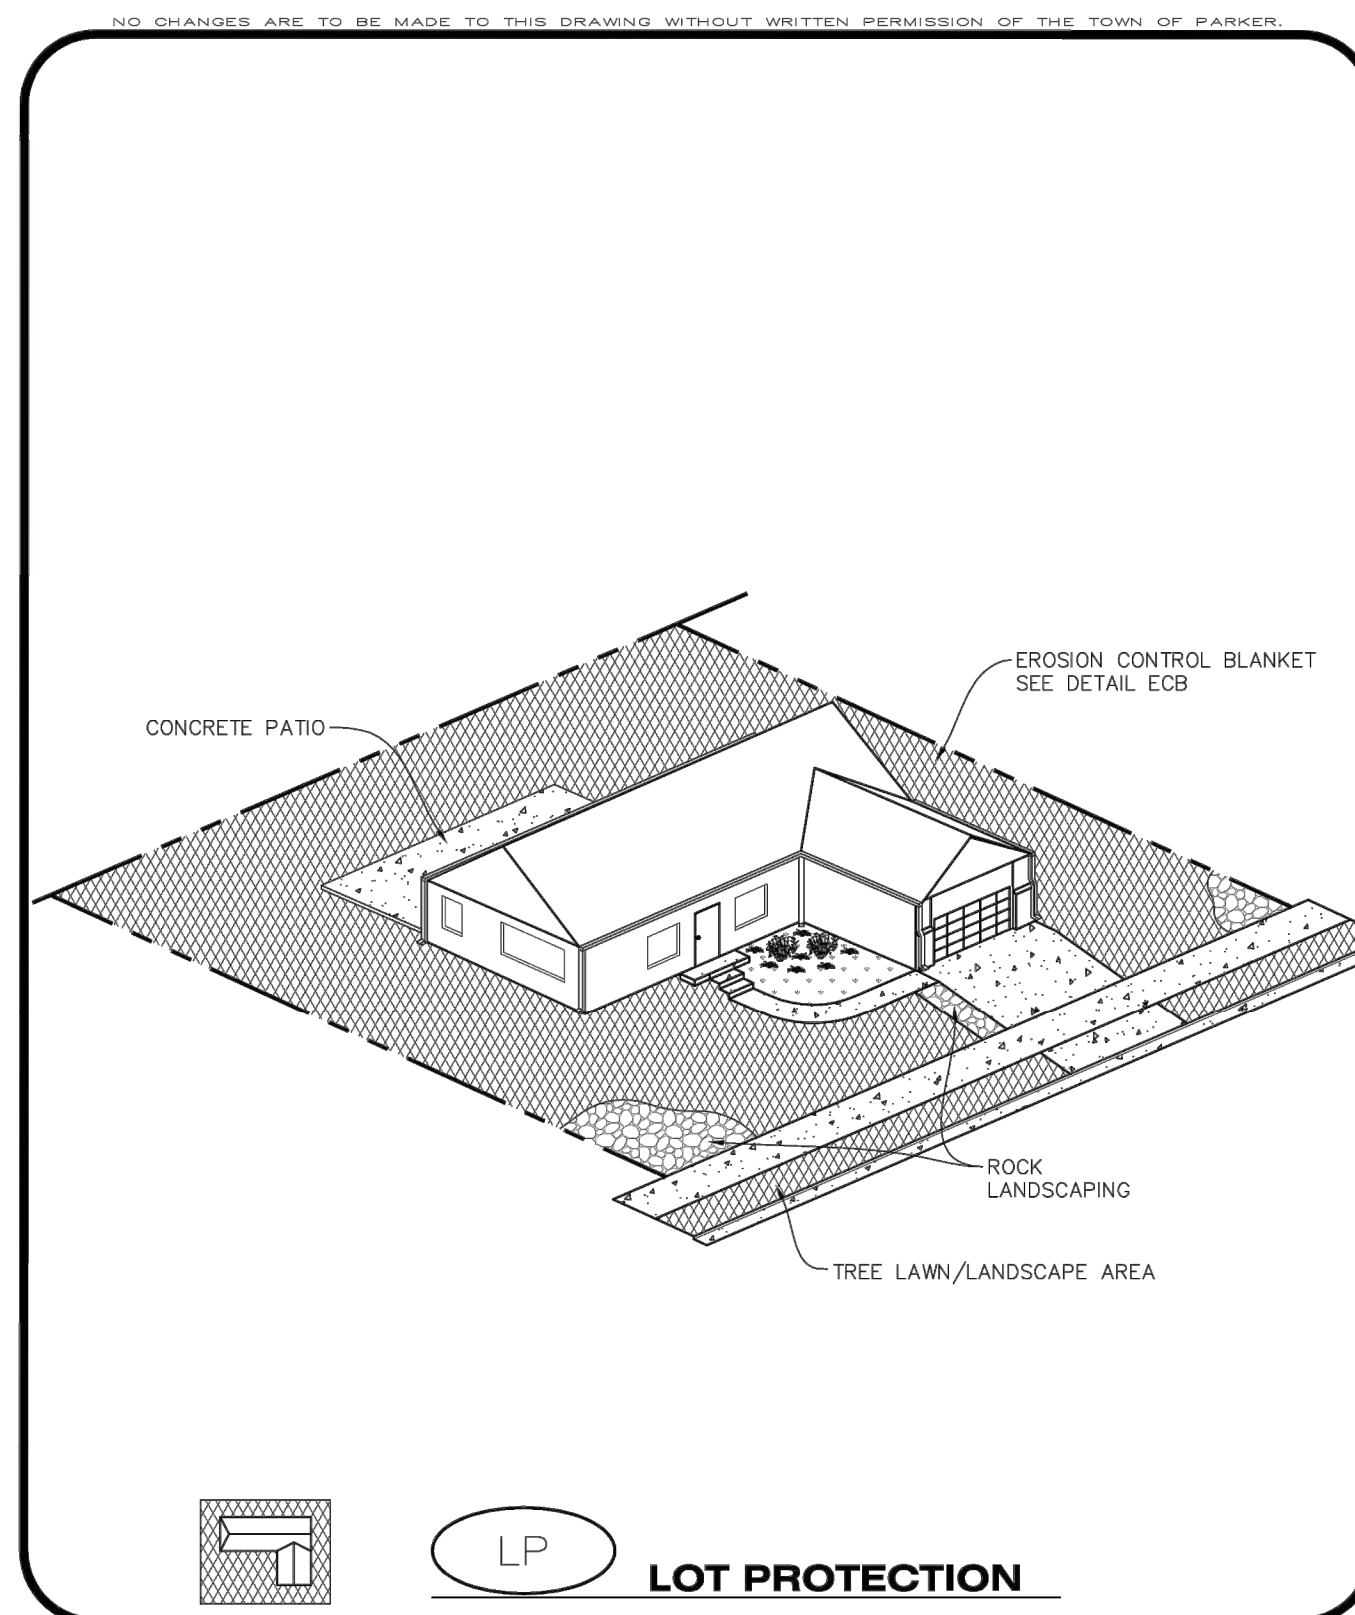 NO CHANGES ARE TO BE MADE TO THIS DRAWING WITHOUT WRITTEN PERMISSION OF THE TOWN OF PARKER.
EROSION CONTROL BLANKET
SEE DETAIL ECB
CONCRETE PATIO
ROCK
LANDSCAPING
TREE LAWN/LANDSCAPE AREA
LP
LOT PROTECTION